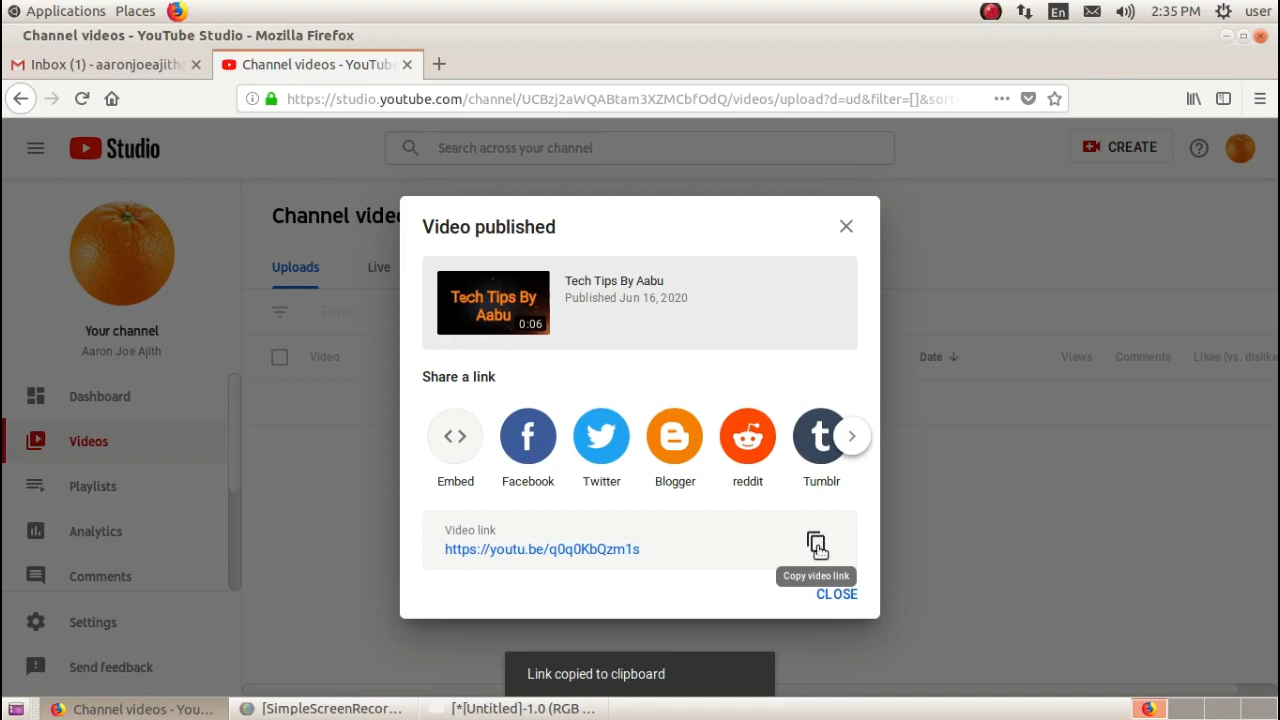 Applications Places En 2:35 PM user
Channel videos - YouTube Studio - Mozilla Firefox
Inbox (1) - aaronjoeajith Channel videos - YouTube
https://studio.youtube.com/channel/UCBzj2aWQABtam3XZMCbfOdQ/videos/upload?d=ud&filter=[]&sort
Studio Search across your channel CREATE
Channel vide
Video published
Uploads Live
Tech Tips By Aabu
Published Jun 16, 2020
Tech Tips By
Aabu
0:06
Filter
Your channel
Aaron Joe Ajith
Video Date Views Comments Likes (vs. dislike
Share a link
Dashboard
Videos
Playlists
Analytics
Comments
Settings
Send feedback
Embed Facebook Twitter Blogger reddit Tumblr
Video link
https://youtu.be/q0q0KbQzm1s
Copy video link
CLOSE
Link copied to clipboard
Channel videos - You... [SimpleScreenRecor... [*[Untitled]-1.0 (RGB ...